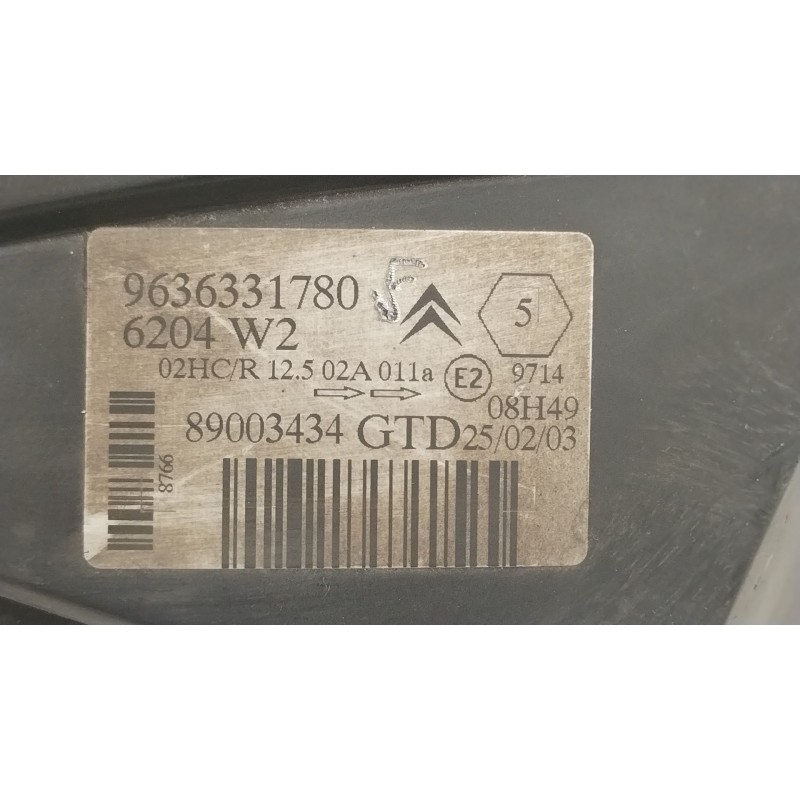 9636331780
5
6204 W2
02HC/R 12.5 02A 011a E2 9714
08H49
89003434 GTD 25/02/03
8766